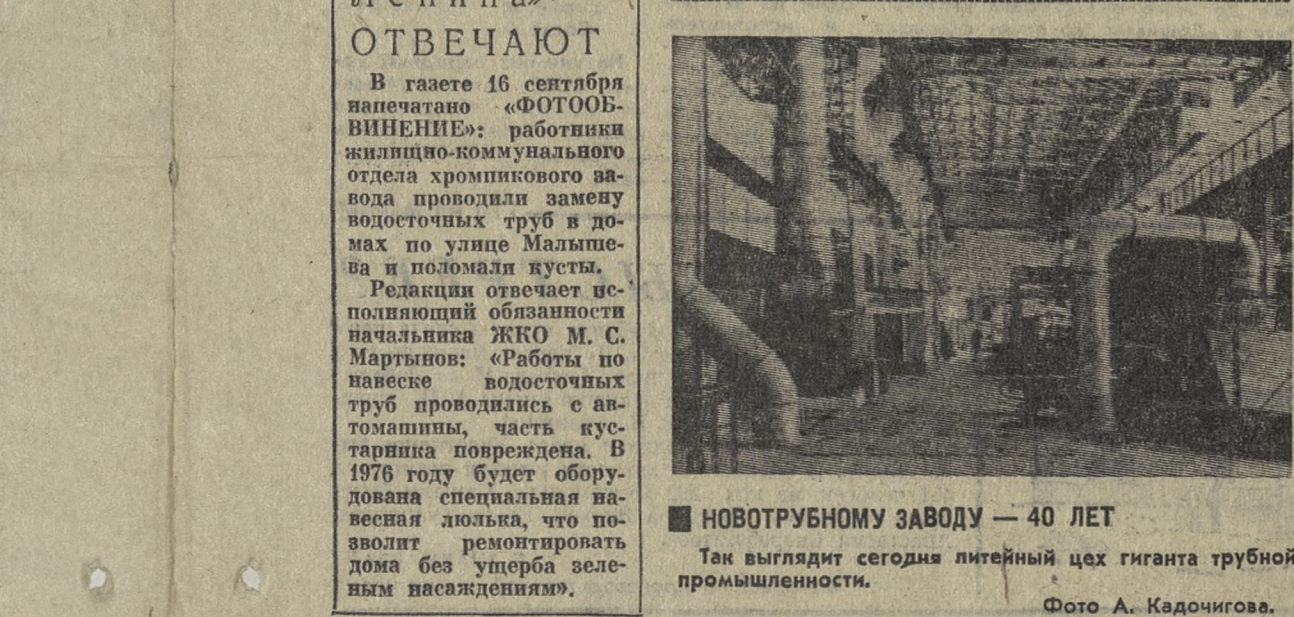 ОТВЕЧАЮТ
В газете 16 сентября
напечатано «ФОТООБ-
ВИНЕНИЕ»: работники
жилищно-коммунального
отдела хромпикового за-
вода проводили замену
водосточных труб в до-
мах по улице Малыше-
ва и поломали кусты.
Редакции отвечает ис-
полняющий обязанности
начальника ЖКО М. С.
Мартынов: «Работы по
навеске водосточных
труб проводились с ав-
томашины, часть кус-
тарника повреждена. В
1976 году будет обору-
дована специальная на-
весная люлька, что по-
зволит ремонтировать
дома без ущерба зеле-
ным насаждениям».
НОВОТРУБНОМУ ЗАВОДУ — 40 ЛЕТ
Так выглядит сегодня литейный цех гиганта трубной
промышленности.
Фото А. Кадочигова.